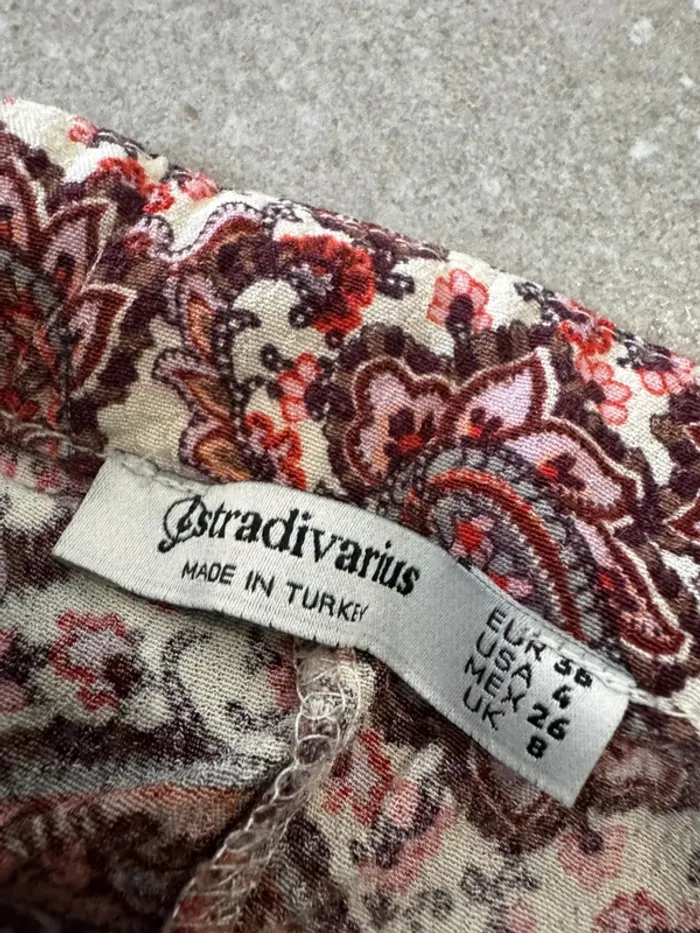 Stradivarius
MADE IN TURKEY
EUR 36
USA 4
MEX 26
UK 8